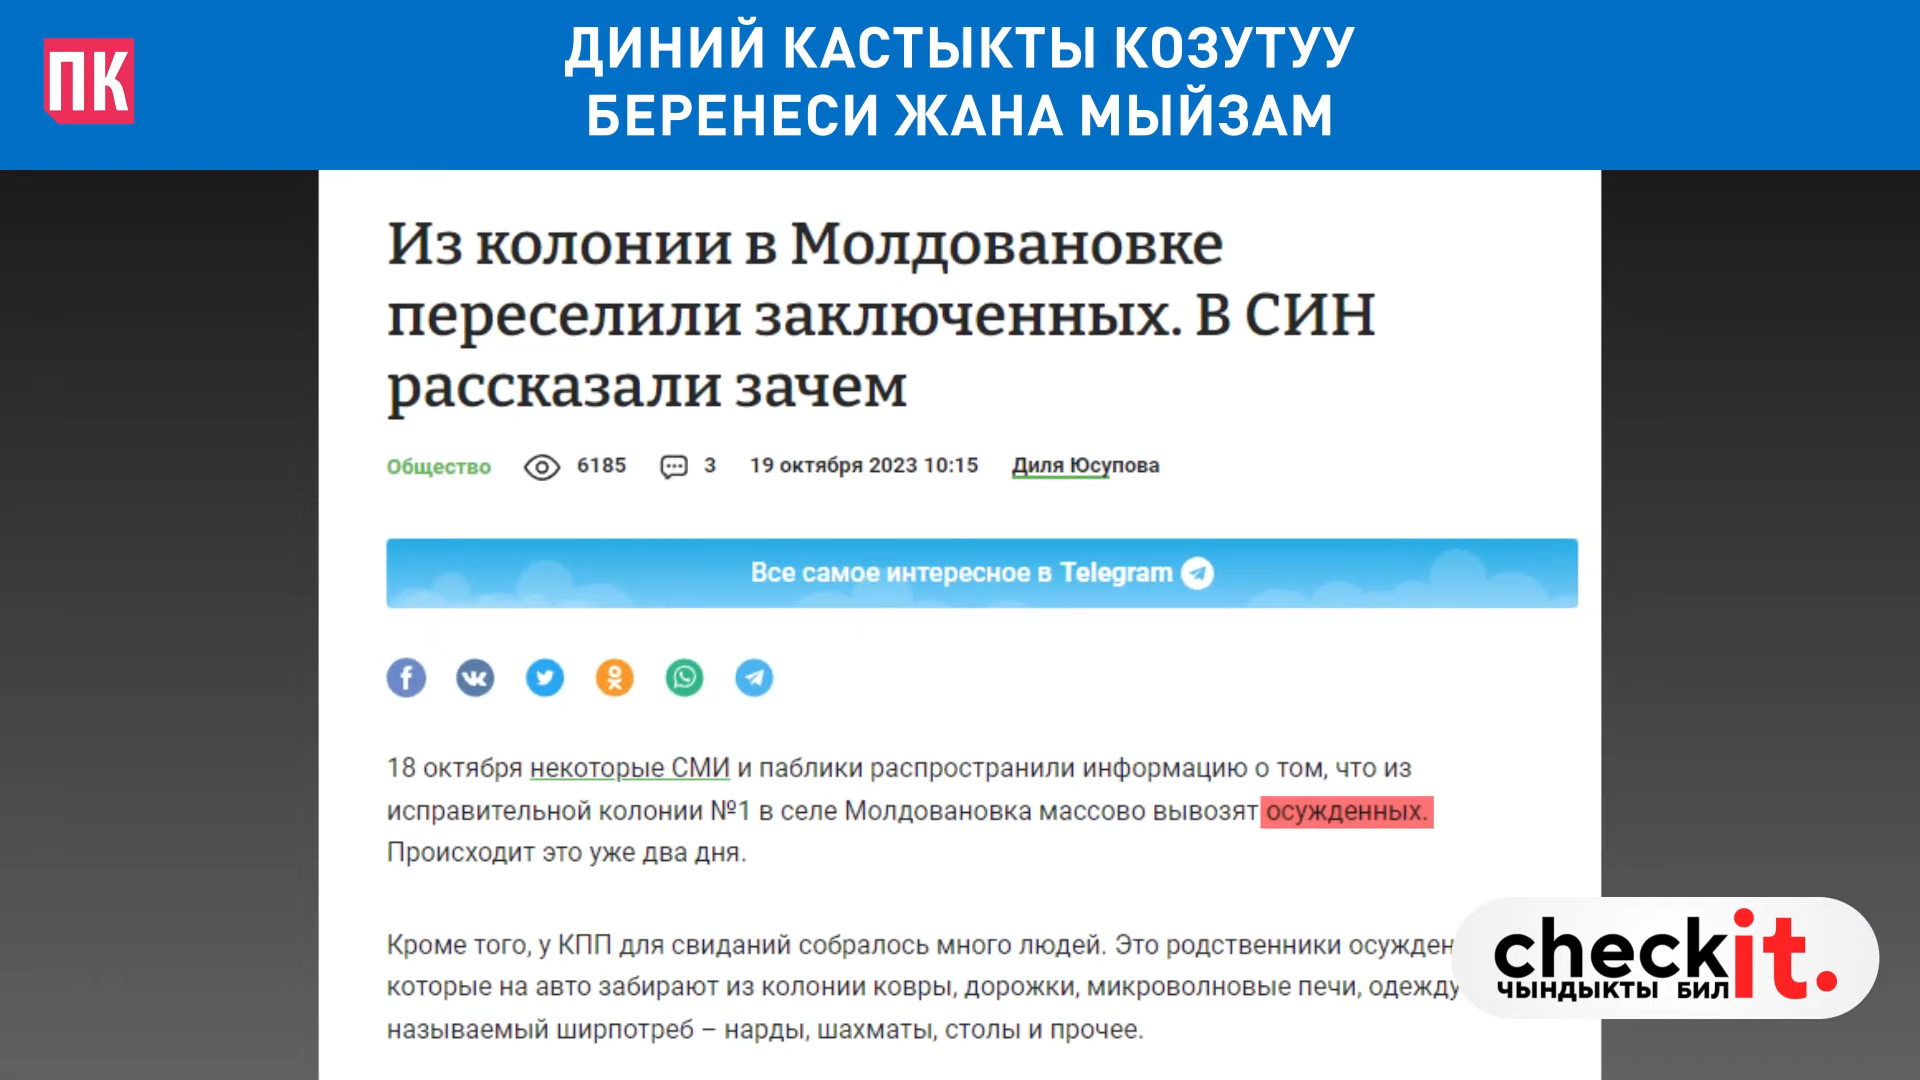 ПК
ДИНИЙ КАСТЫКТЫ КОЗУТУУ
БЕРЕНЕСИ ЖАНА МЫЙЗАМ
Из колонии в Молдовановке
переселили заключенных. В СИН
рассказали зачем
Общество 6185 3 19 октября 2023 10:15 Диля Юсупова
Все самое интересное в Telegram
18 октября некоторые СМИ и паблики распространили информацию о том, что из
исправительной колонии №1 в селе Молдовановка массово вывозят осужденных.
Происходит это уже два дня.
Кроме того, у КПП для свиданий собралось много людей. Это родственники осужден
которые на авто забирают из колонии ковры, дорожки, микроволновые печи, одежду
называемый ширпотреб – нарды, шахматы, столы и прочее.
checkit.
ЧЫНДЫКТЫ БИЛ